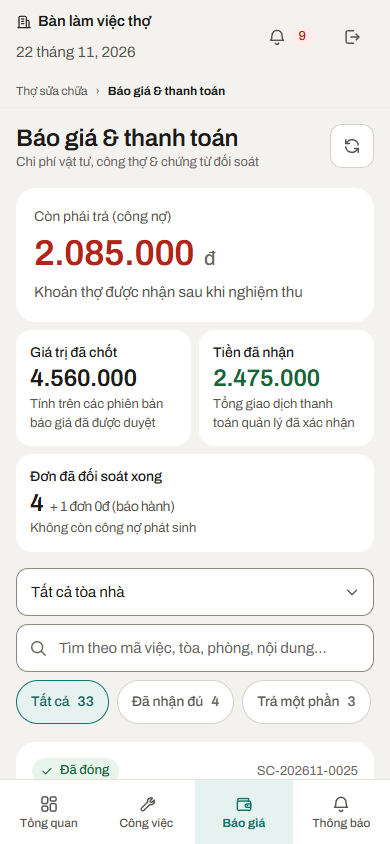 Bàn làm việc thợ
22 tháng 11, 2026
9
Thợ sửa chữa › Báo giá & thanh toán
Báo giá & thanh toán
Chi phí vật tư, công thợ & chứng từ đối soát
Còn phải trả (công nợ)
2.085.000 đ
Khoản thợ được nhận sau khi nghiệm thu
Giá trị đã chốt
4.560.000
Tính trên các phiên bản
báo giá đã được duyệt
Tiền đã nhận
2.475.000
Tổng giao dịch thanh
toán quản lý đã xác nhận
Đơn đã đối soát xong
4 + 1 đơn 0đ (bảo hành)
Không còn công nợ phát sinh
Tất cả tòa nhà
Tìm theo mã việc, tòa, phòng, nội dung...
Tất cả 33
Đã nhận đủ 4
Trả một phần 3
Đã đóng
SC-202611-0025
Tổng quan
Công việc
Báo giá
Thông báo